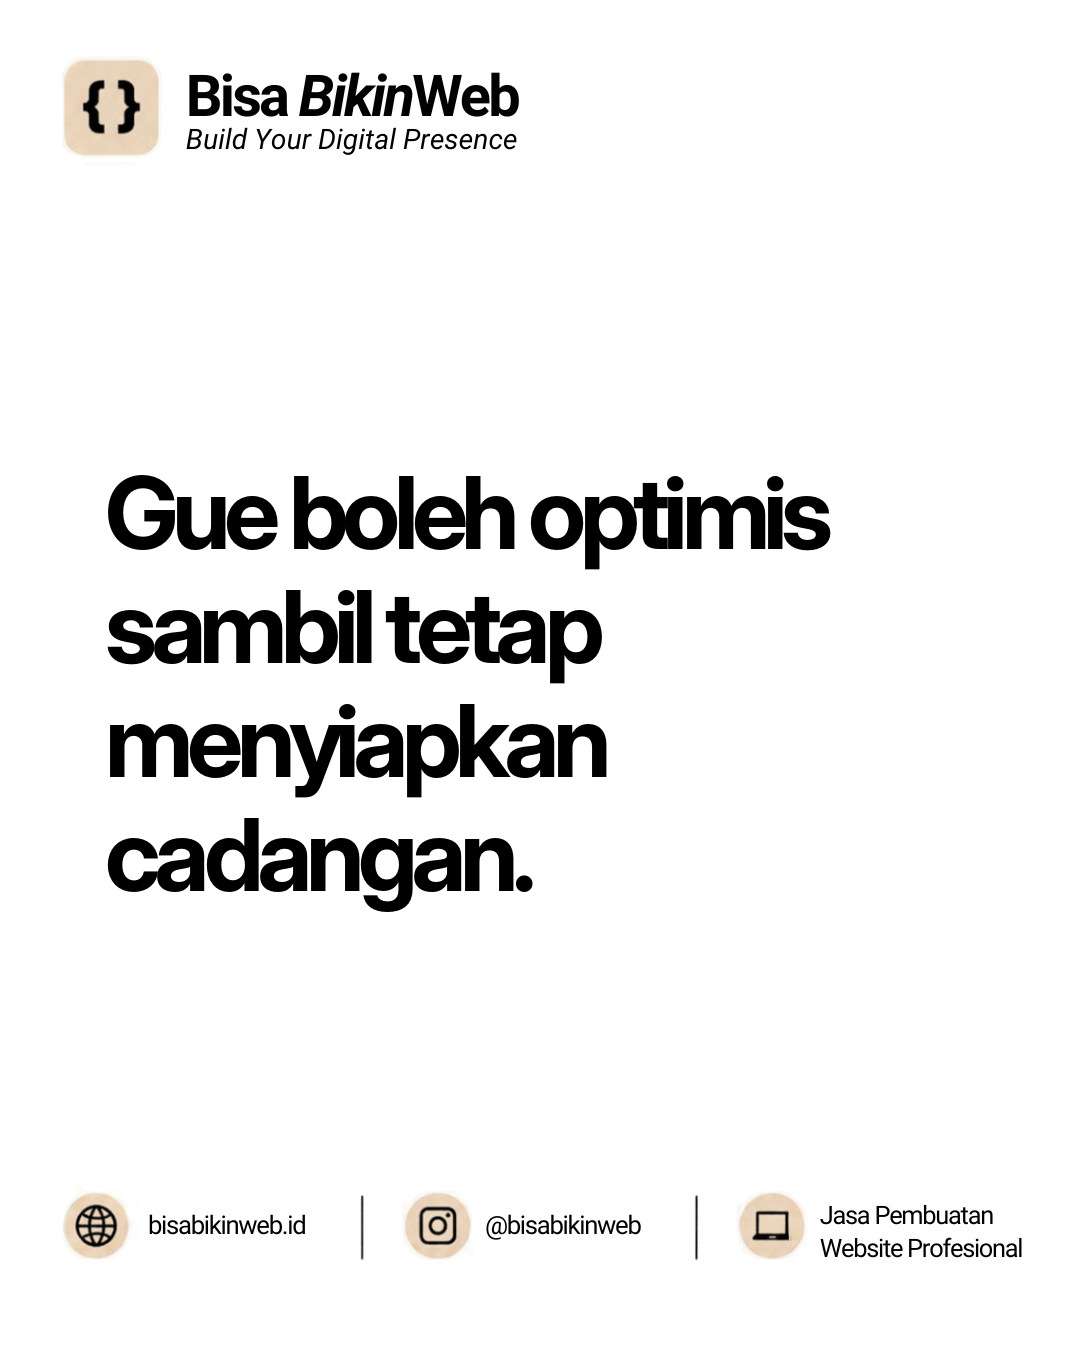 { }
Bisa BikinWeb
Build Your Digital Presence
Gue boleh optimis
sambil tetap
menyiapkan
cadangan.
bisabikinweb.id
@bisabikinweb
Jasa Pembuatan
Website Profesional